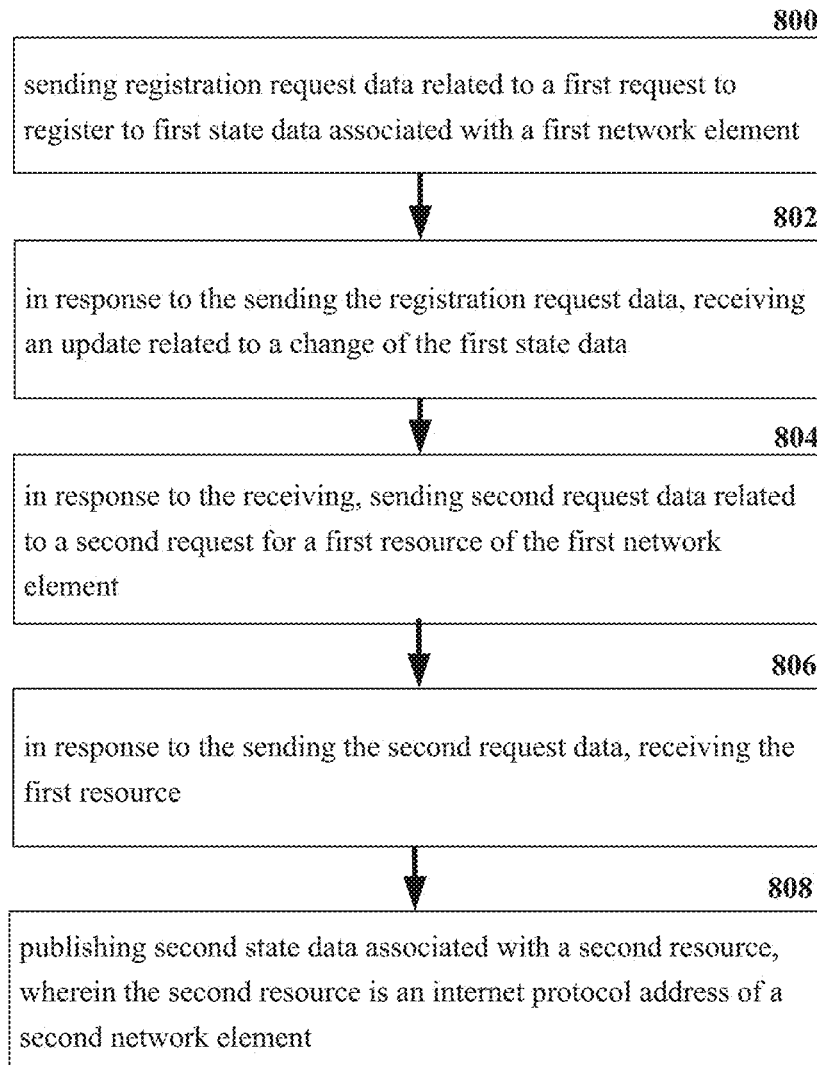 800
sending registration request data related to a first request to
register to first state data associated with a first network element
802
in response to the sending the registration request data, receiving
an update related to a change of the first state data
804
in response to the receiving, sending second request data related
to a second request for a first resource of the first network
element
806
in response to the sending the second request data, receiving the
first resource
808
publishing second state data associated with a second resource,
wherein the second resource is an internet protocol address of a
second network element